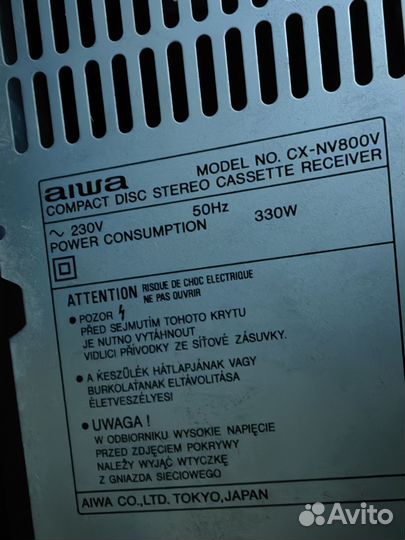 aiwa MODEL NO. CX-NV800V
COMPACT DISC STEREO CASSETTE RECEIVER
~ 230V 50Hz 330W
POWER CONSUMPTION
ATTENTION RISQUE DE CHOC ELECTRIQUE
NE PAS OUVRIR
• POZOR
PŘED SEJMUTÍM TOHOTO KRYTU
JE NUTNO VYTÁHNOUT
VIDLICI PŘÍVODKY ZE SÍŤOVÉ ZÁSUVKY.
• A KÉSZÜLÉK HÁTLAPJÁNAK VAGY
BURKOLATÁNAK ELTÁVOLÍTÁSA
ÉLETVESZÉLYES!
• UWAGA !
W ODBIORNIKU WYSOKIE NAPIĘCIE
PRZED ZDJĘCIEM POKRYWY
NALEŻY WYJĄĆ WTYCZKĘ
Z GNIAZDA SIECIOWEGO
AIWA CO.,LTD. TOKYO,JAPAN
Avito